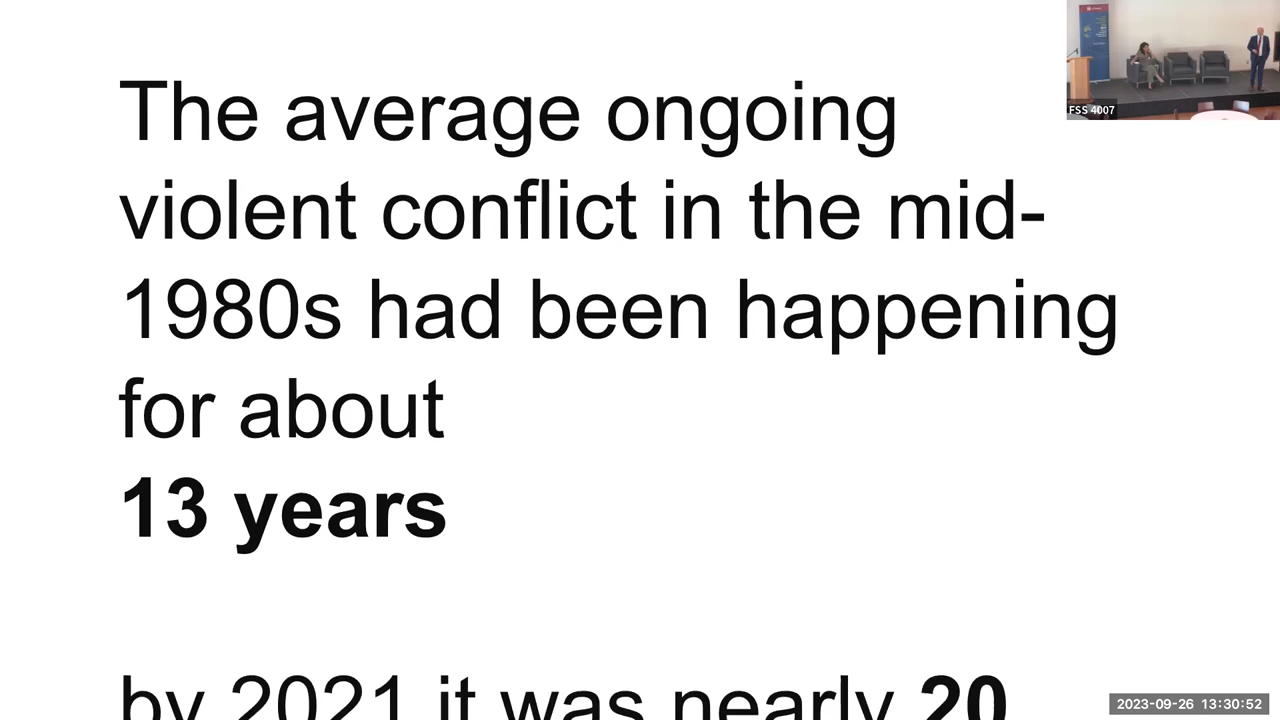 The average ongoing
violent conflict in the mid-
1980s had been happening
for about
13 years
by 2021 it was nearly 20
FSS 4007
2023-09-26 13:30:52